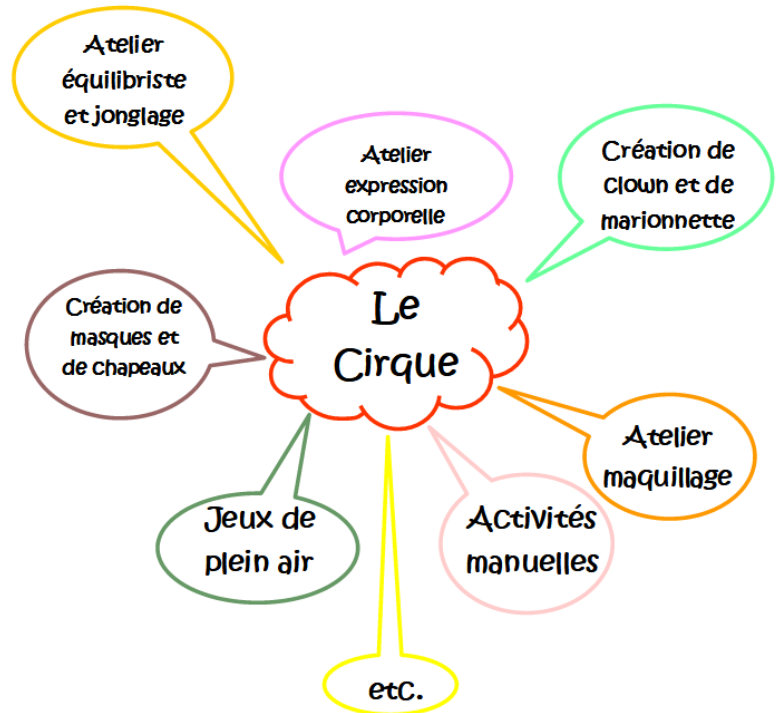 Atelier
équilibriste
et jonglage
Atelier
expression
corporelle
Création de
clown et de
marionnette
Le
Cirque
Création de
masques et
de chapeaux
Atelier
maquillage
Jeux de
plein air
Activités
manuelles
etc.